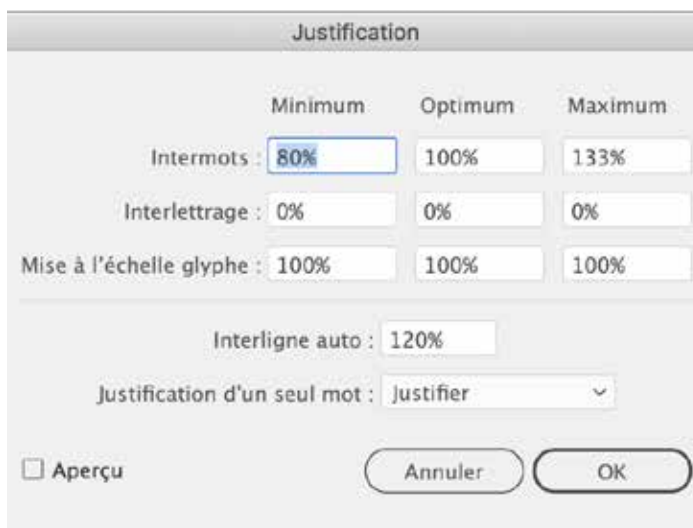 Justification
Minimum Optimum Maximum
Intermots : 80% 100% 133%
Interlettrage : 0% 0% 0%
Mise à l'échelle glyphe : 100% 100% 100%
Interligne auto : 120%
Justification d'un seul mot : Justifier
Aperçu Annuler OK